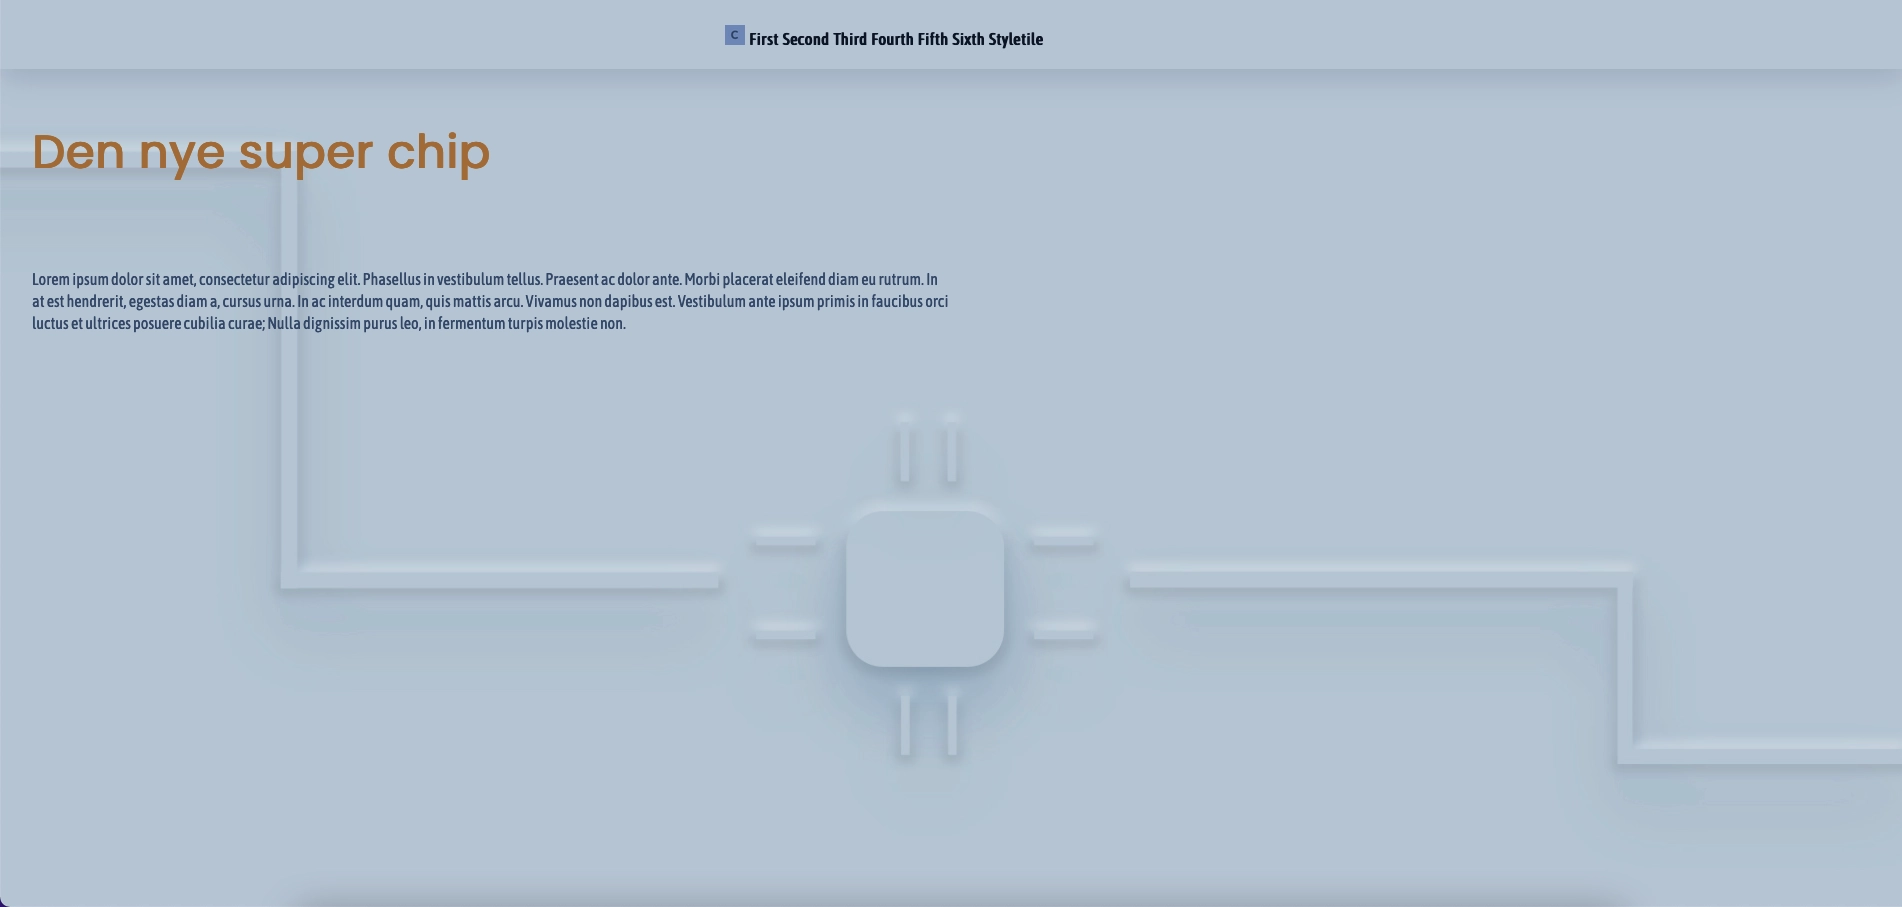 C First Second Third Fourth Fifth Sixth Styletile
Den nye super chip
Lorem ipsum dolor sit amet, consectetur adipiscing elit. Phasellus in vestibulum tellus. Praesent ac dolor ante. Morbi placerat eleifend diam eu rutrum. In
at est hendrerit, egestas diam a, cursus urna. In ac interdum quam, quis mattis arcu. Vivamus non dapibus est. Vestibulum ante ipsum primis in faucibus orci
luctus et ultrices posuere cubilia curae; Nulla dignissim purus leo, in fermentum turpis molestie non.